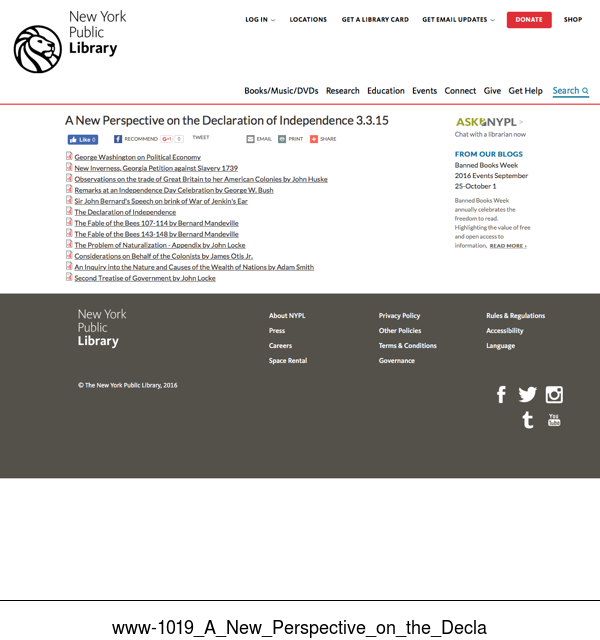 New York
Public
Library
LOG IN
LOCATIONS
GET A LIBRARY CARD
GET EMAIL UPDATES
DONATE
SHOP
Books/Music/DVDs Research Education Events Connect Give Get Help Search
A New Perspective on the Declaration of Independence 3.3.15
Like 0
RECOMMEND
G+1 0
TWEET
EMAIL
PRINT
SHARE
George Washington on Political Economy
New Inverness, Georgia Petition against Slavery 1739
Observations on the trade of Great Britain to her American Colonies by John Huske
Remarks at an Independence Day Celebration by George W. Bush
Sir John Bernard's Speech on brink of War of Jenkin's Ear
The Declaration of Independence
The Fable of the Bees 107-114 by Bernard Mandeville
The Fable of the Bees 143-148 by Bernard Mandeville
The Problem of Naturalization - Appendix by John Locke
Considerations on Behalf of the Colonists by James Otis Jr.
An Inquiry into the Nature and Causes of the Wealth of Nations by Adam Smith
Second Treatise of Government by John Locke
ASK NYPL >
Chat with a librarian now
FROM OUR BLOGS
Banned Books Week
2016 Events September
25-October 1
Banned Books Week
annually celebrates the
freedom to read.
Highlighting the value of free
and open access to
information. READ MORE ›
New York
Public
Library
About NYPL
Press
Careers
Space Rental
Privacy Policy
Other Policies
Terms & Conditions
Governance
Rules & Regulations
Accessibility
Language
© The New York Public Library, 2016
You
Tube
www-1019_A_New_Perspective_on_the_Decla